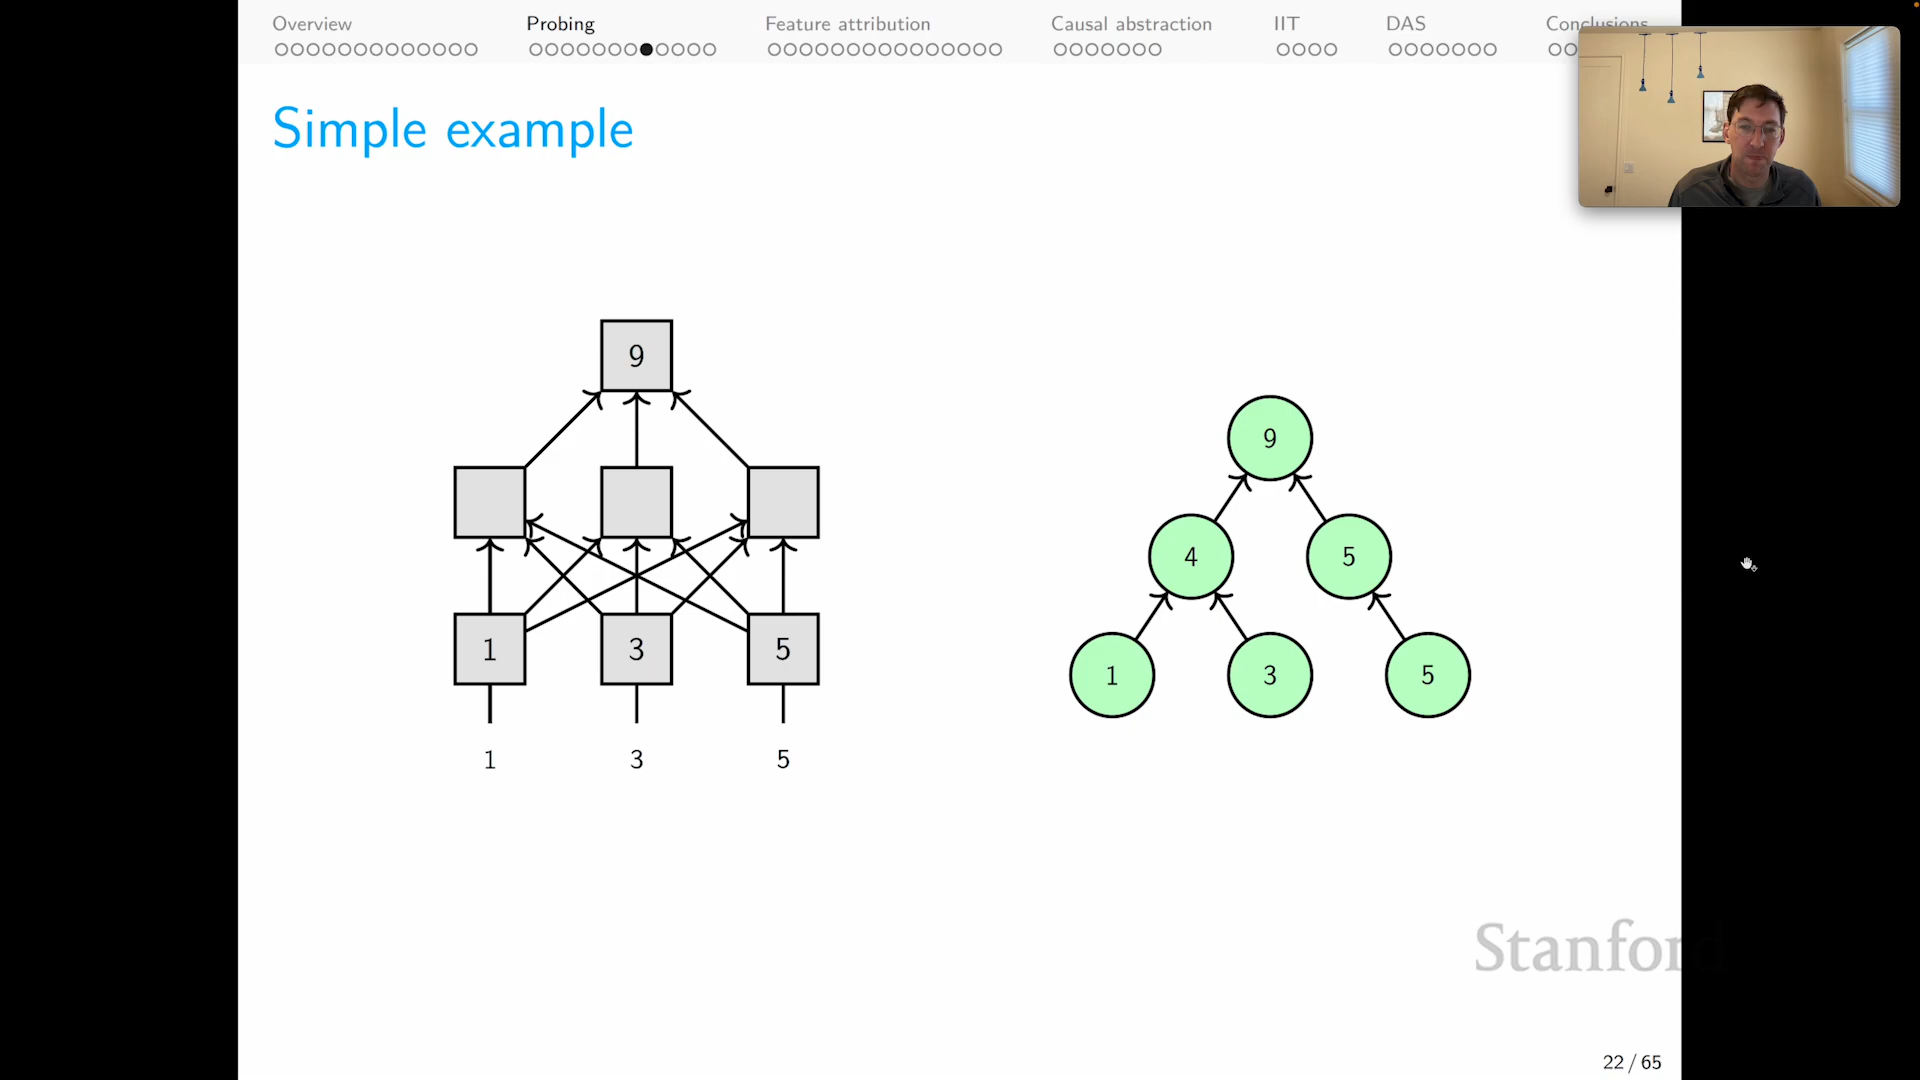 Overview Probing Feature attribution Causal abstraction IIT DAS Conclusions
Simple example
9
1 3 5
1 3 5
9
4 5
1 3 5
Stanford
22 / 65